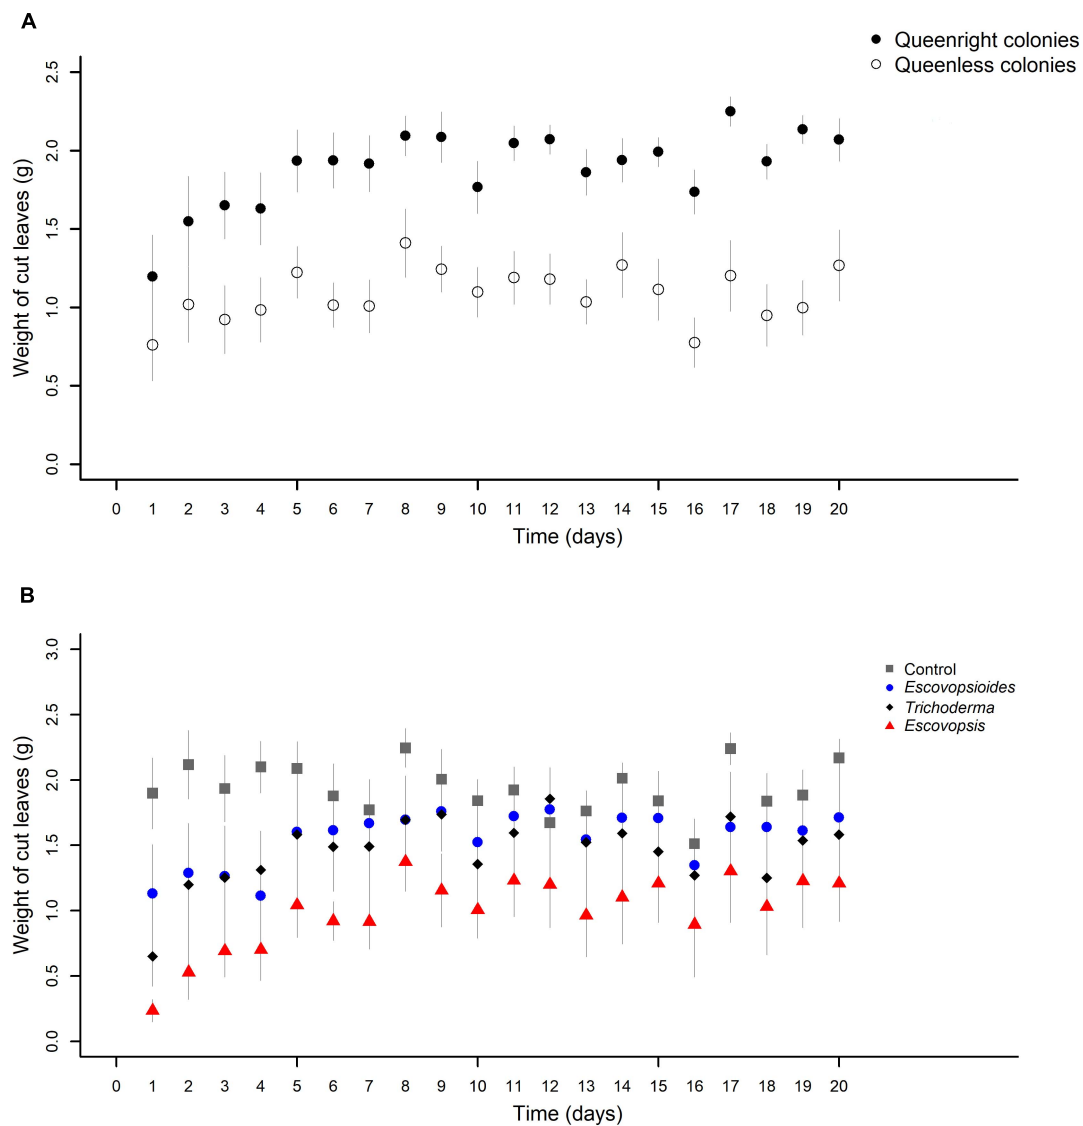 A
Queenright colonies
Queenless colonies
Weight of cut leaves (g)
2.5
2.0
1.5
1.0
0.5
0.0
0 1 2 3 4 5 6 7 8 9 10 11 12 13 14 15 16 17 18 19 20
Time (days)
B
Control
Escovopsioides
Trichoderma
Escovopsis
Weight of cut leaves (g)
3.0
2.5
2.0
1.5
1.0
0.5
0.0
0 1 2 3 4 5 6 7 8 9 10 11 12 13 14 15 16 17 18 19 20
Time (days)